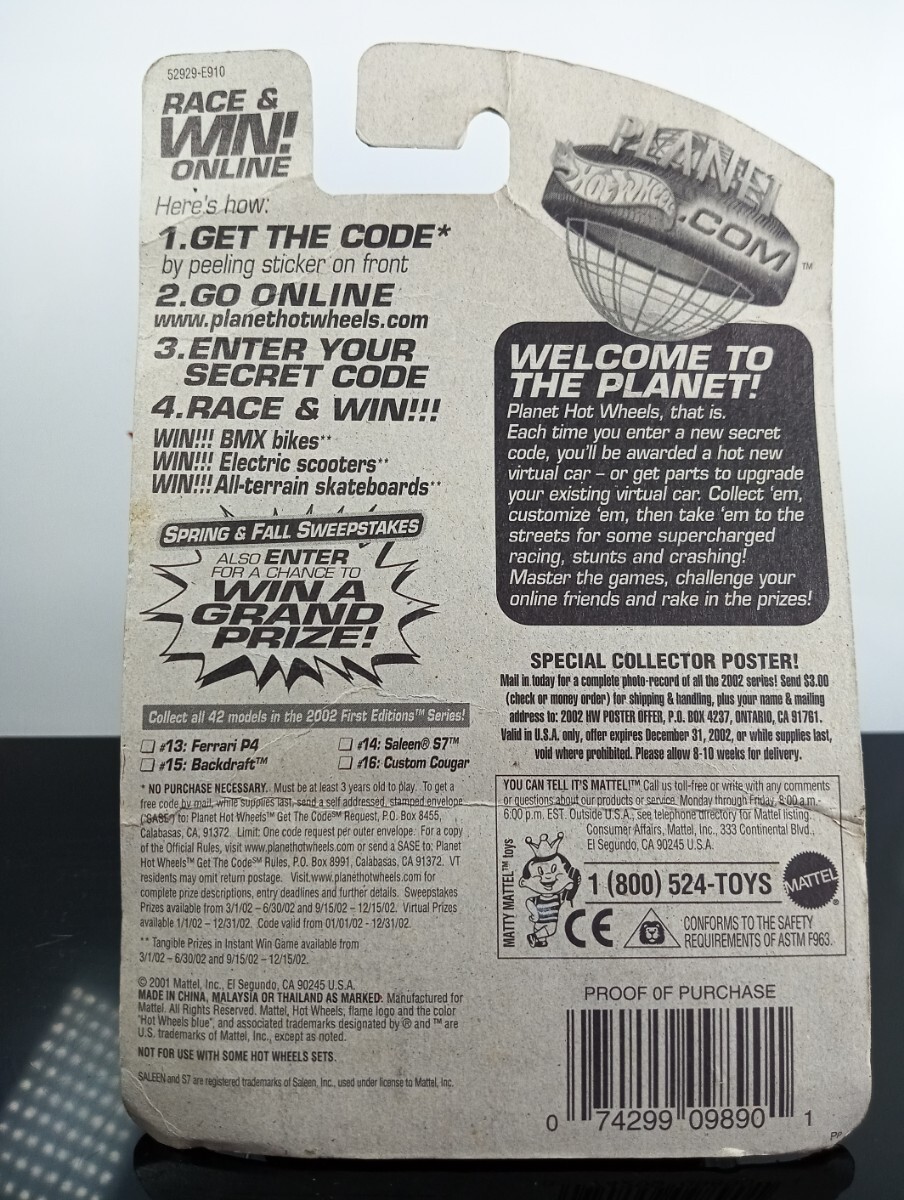 52929-E910
RACE &
WIN!
ONLINE
Here's how:
1.GET THE CODE*
by peeling sticker on front
2.GO ONLINE
www.planethotwheels.com
3.ENTER YOUR
SECRET CODE
4.RACE & WIN!!!
WIN!!! BMX bikes**
WIN!!! Electric scooters**
WIN!!! All-terrain skateboards**
SPRING & FALL SWEEPSTAKES
ALSO ENTER
FOR A CHANCE TO
WIN A
GRAND
PRIZE!
Collect all 42 models in the 2002 First Editions™ Series!
#13: Ferrari P4
#14: Saleen® S7™
#15: Backdraft™
#16: Custom Cougar
* NO PURCHASE NECESSARY. Must be at least 3 years old to play. To get a
free code by mail, while supplies last, send a self addressed, stamped envelope
("SASE") to: Planet Hot Wheels™ Get The Code℠ Request, P.O. Box 8455,
Calabasas, CA, 91372. Limit: One code request per outer envelope. For a copy
of the Official Rules, visit www.planethotwheels.com or send a SASE to: Planet
Hot Wheels™ Get The Code℠ Rules, P.O. Box 8991, Calabasas, CA 91372. VT
residents may omit return postage. Visit www.planethotwheels.com for
complete prize descriptions, entry deadlines and further details. Sweepstakes
Prizes available from 3/1/02 – 6/30/02 and 9/15/02 – 12/15/02. Virtual Prizes
available 1/1/02 – 12/31/02. Code valid from 01/01/02 - 12/31/02.
** Tangible Prizes in Instant Win Game available from
3/1/02 – 6/30/02 and 9/15/02 – 12/15/02.
© 2001 Mattel, Inc., El Segundo, CA 90245 U.S.A.
MADE IN CHINA, MALAYSIA OR THAILAND AS MARKED. Manufactured for
Mattel. All Rights Reserved. Mattel, Hot Wheels, flame logo and the color
"Hot Wheels blue", and associated trademarks designated by ® and ™ are
U.S. trademarks of Mattel, Inc., except as noted.
NOT FOR USE WITH SOME HOT WHEELS SETS.
SALEEN and S7 are registered trademarks of Saleen, Inc., used under license to Mattel, Inc.
PLANET
HOT WHEELS
.COM
™
WELCOME TO
THE PLANET!
Planet Hot Wheels, that is.
Each time you enter a new secret
code, you'll be awarded a hot new
virtual car – or get parts to upgrade
your existing virtual car. Collect 'em,
customize 'em, then take 'em to the
streets for some supercharged
racing, stunts and crashing!
Master the games, challenge your
online friends and rake in the prizes!
SPECIAL COLLECTOR POSTER!
Mail in today for a complete photo-record of all the 2002 series! Send $3.00
(check or money order) for shipping & handling, plus your name & mailing
address to: 2002 HW POSTER OFFER, P.O. BOX 4237, ONTARIO, CA 91761.
Valid in U.S.A. only, offer expires December 31, 2002, or while supplies last,
void where prohibited. Please allow 8-10 weeks for delivery.
YOU CAN TELL IT'S MATTEL!™ Call us toll-free or write with any comments
or questions about our products or service. Monday through Friday, 8:00 a.m.-
6:00 p.m. EST. Outside U.S.A., see telephone directory for Mattel listing.
Consumer Affairs, Mattel, Inc., 333 Continental Blvd.,
El Segundo, CA 90245 U.S.A.
MATTY MATTEL™ toys
1 (800) 524-TOYS
MATTEL®
CE
CONFORMS TO THE SAFETY
REQUIREMENTS OF ASTM F963.
PROOF OF PURCHASE
0 74299 09890 1